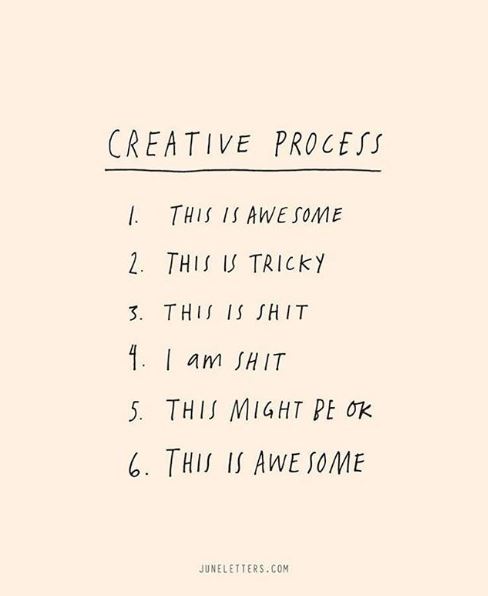 CREATIVE PROCESS
1. THIS IS AWESOME
2. THIS IS TRICKY
3. THIS IS SHIT
4. I am SHIT
5. THIS MIGHT BE OK
6. THIS IS AWESOME
JUNELETTERS.COM